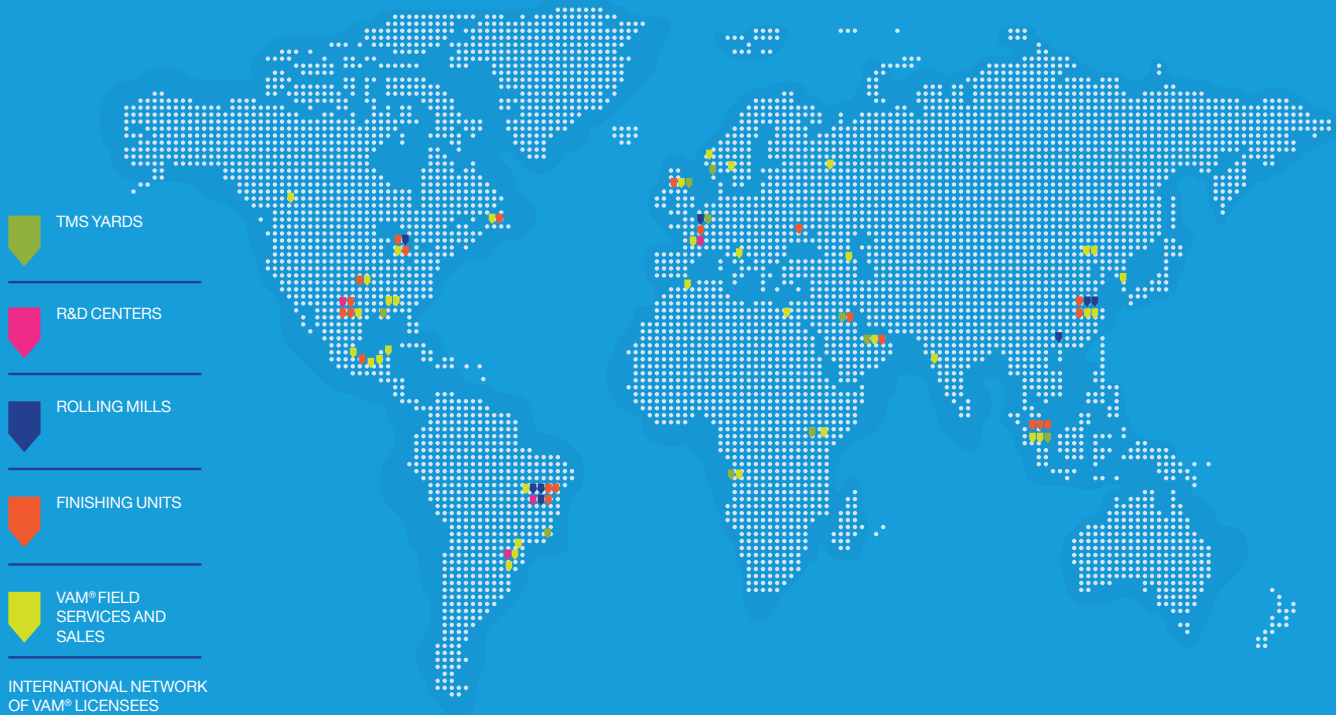 TMS YARDS
R&D CENTERS
ROLLING MILLS
FINISHING UNITS
VAM® FIELD
SERVICES AND
SALES
INTERNATIONAL NETWORK
OF VAM® LICENSEES